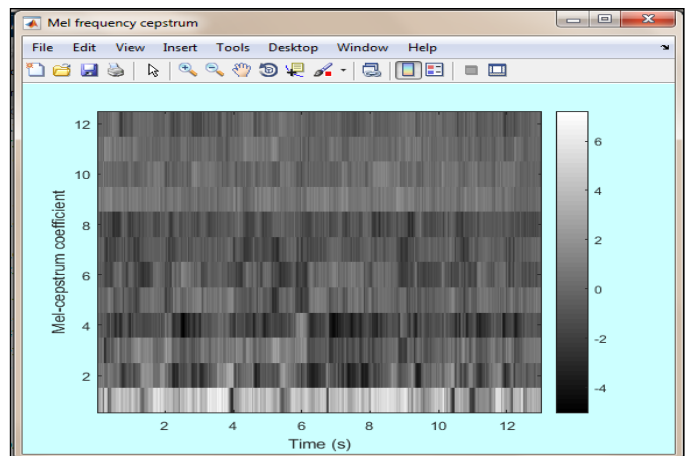 Mel frequency cepstrum
File Edit View Insert Tools Desktop Window Help
12
10
8
6
4
2
Mel-cepstrum coefficient
2 4 6 8 10 12
Time (s)
6
4
2
0
-2
-4